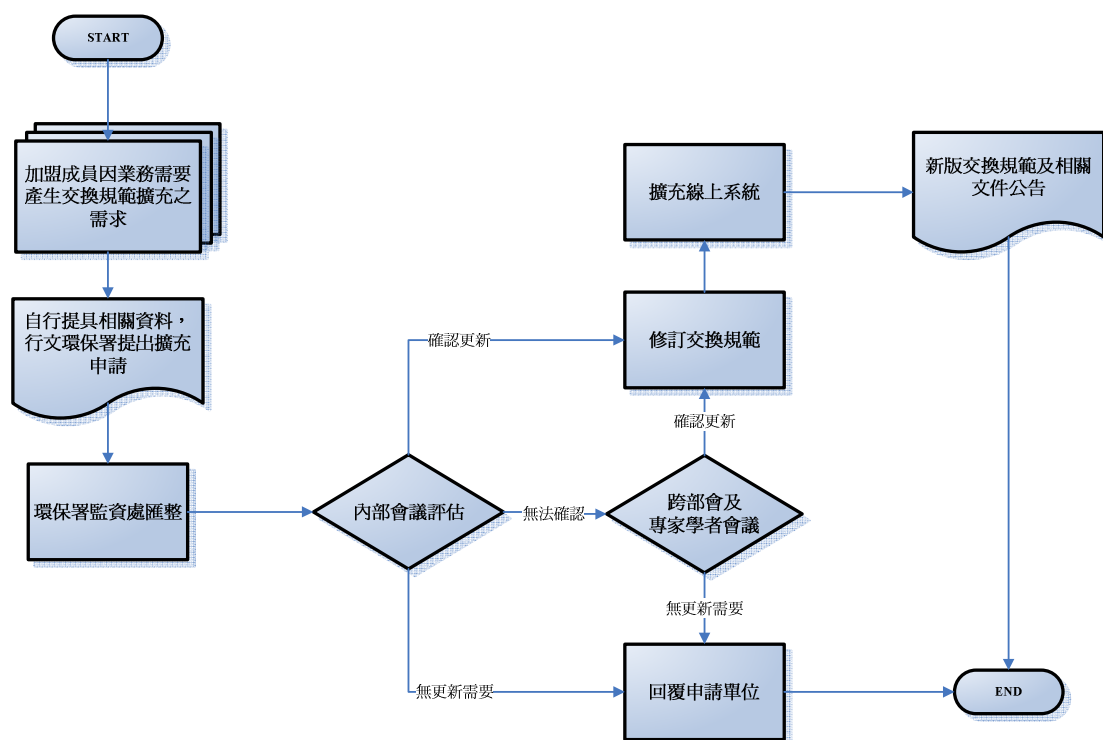 START
加盟成員因業務需要
產生交換規範擴充之
需求
自行提具相關資料，
行文環保署提出擴充
申請
環保署監資處匯整
內部會議評估
確認更新
無法確認
無更新需要
跨部會及
專家學者會議
確認更新
無更新需要
修訂交換規範
擴充線上系統
新版交換規範及相關
文件公告
回覆申請單位
END